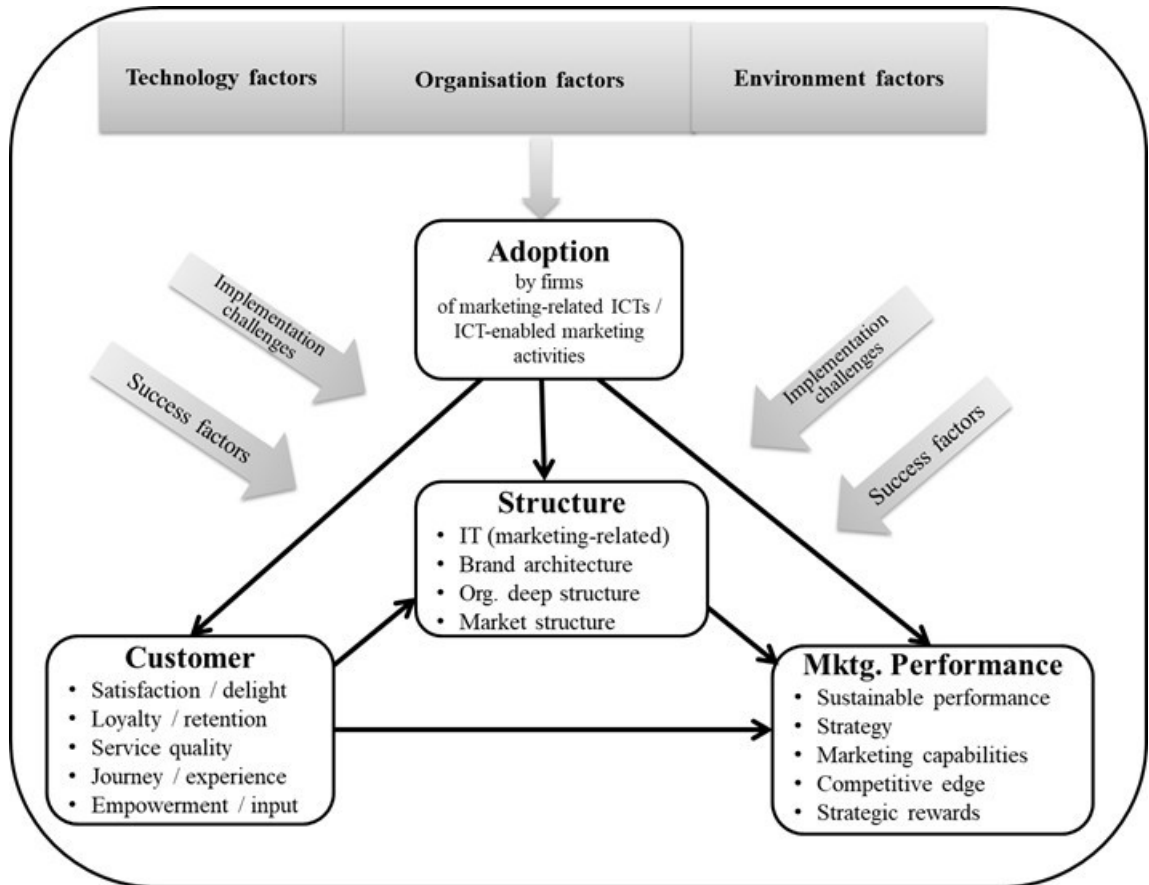 Technology factors
Organisation factors
Environment factors
Adoption
by firms
of marketing-related ICTs /
ICT-enabled marketing
activities
Implementation
challenges
Success factors
Implementation
challenges
Success factors
Structure
• IT (marketing-related)
• Brand architecture
• Org. deep structure
• Market structure
Customer
• Satisfaction / delight
• Loyalty / retention
• Service quality
• Journey / experience
• Empowerment / input
Mktg. Performance
• Sustainable performance
• Strategy
• Marketing capabilities
• Competitive edge
• Strategic rewards